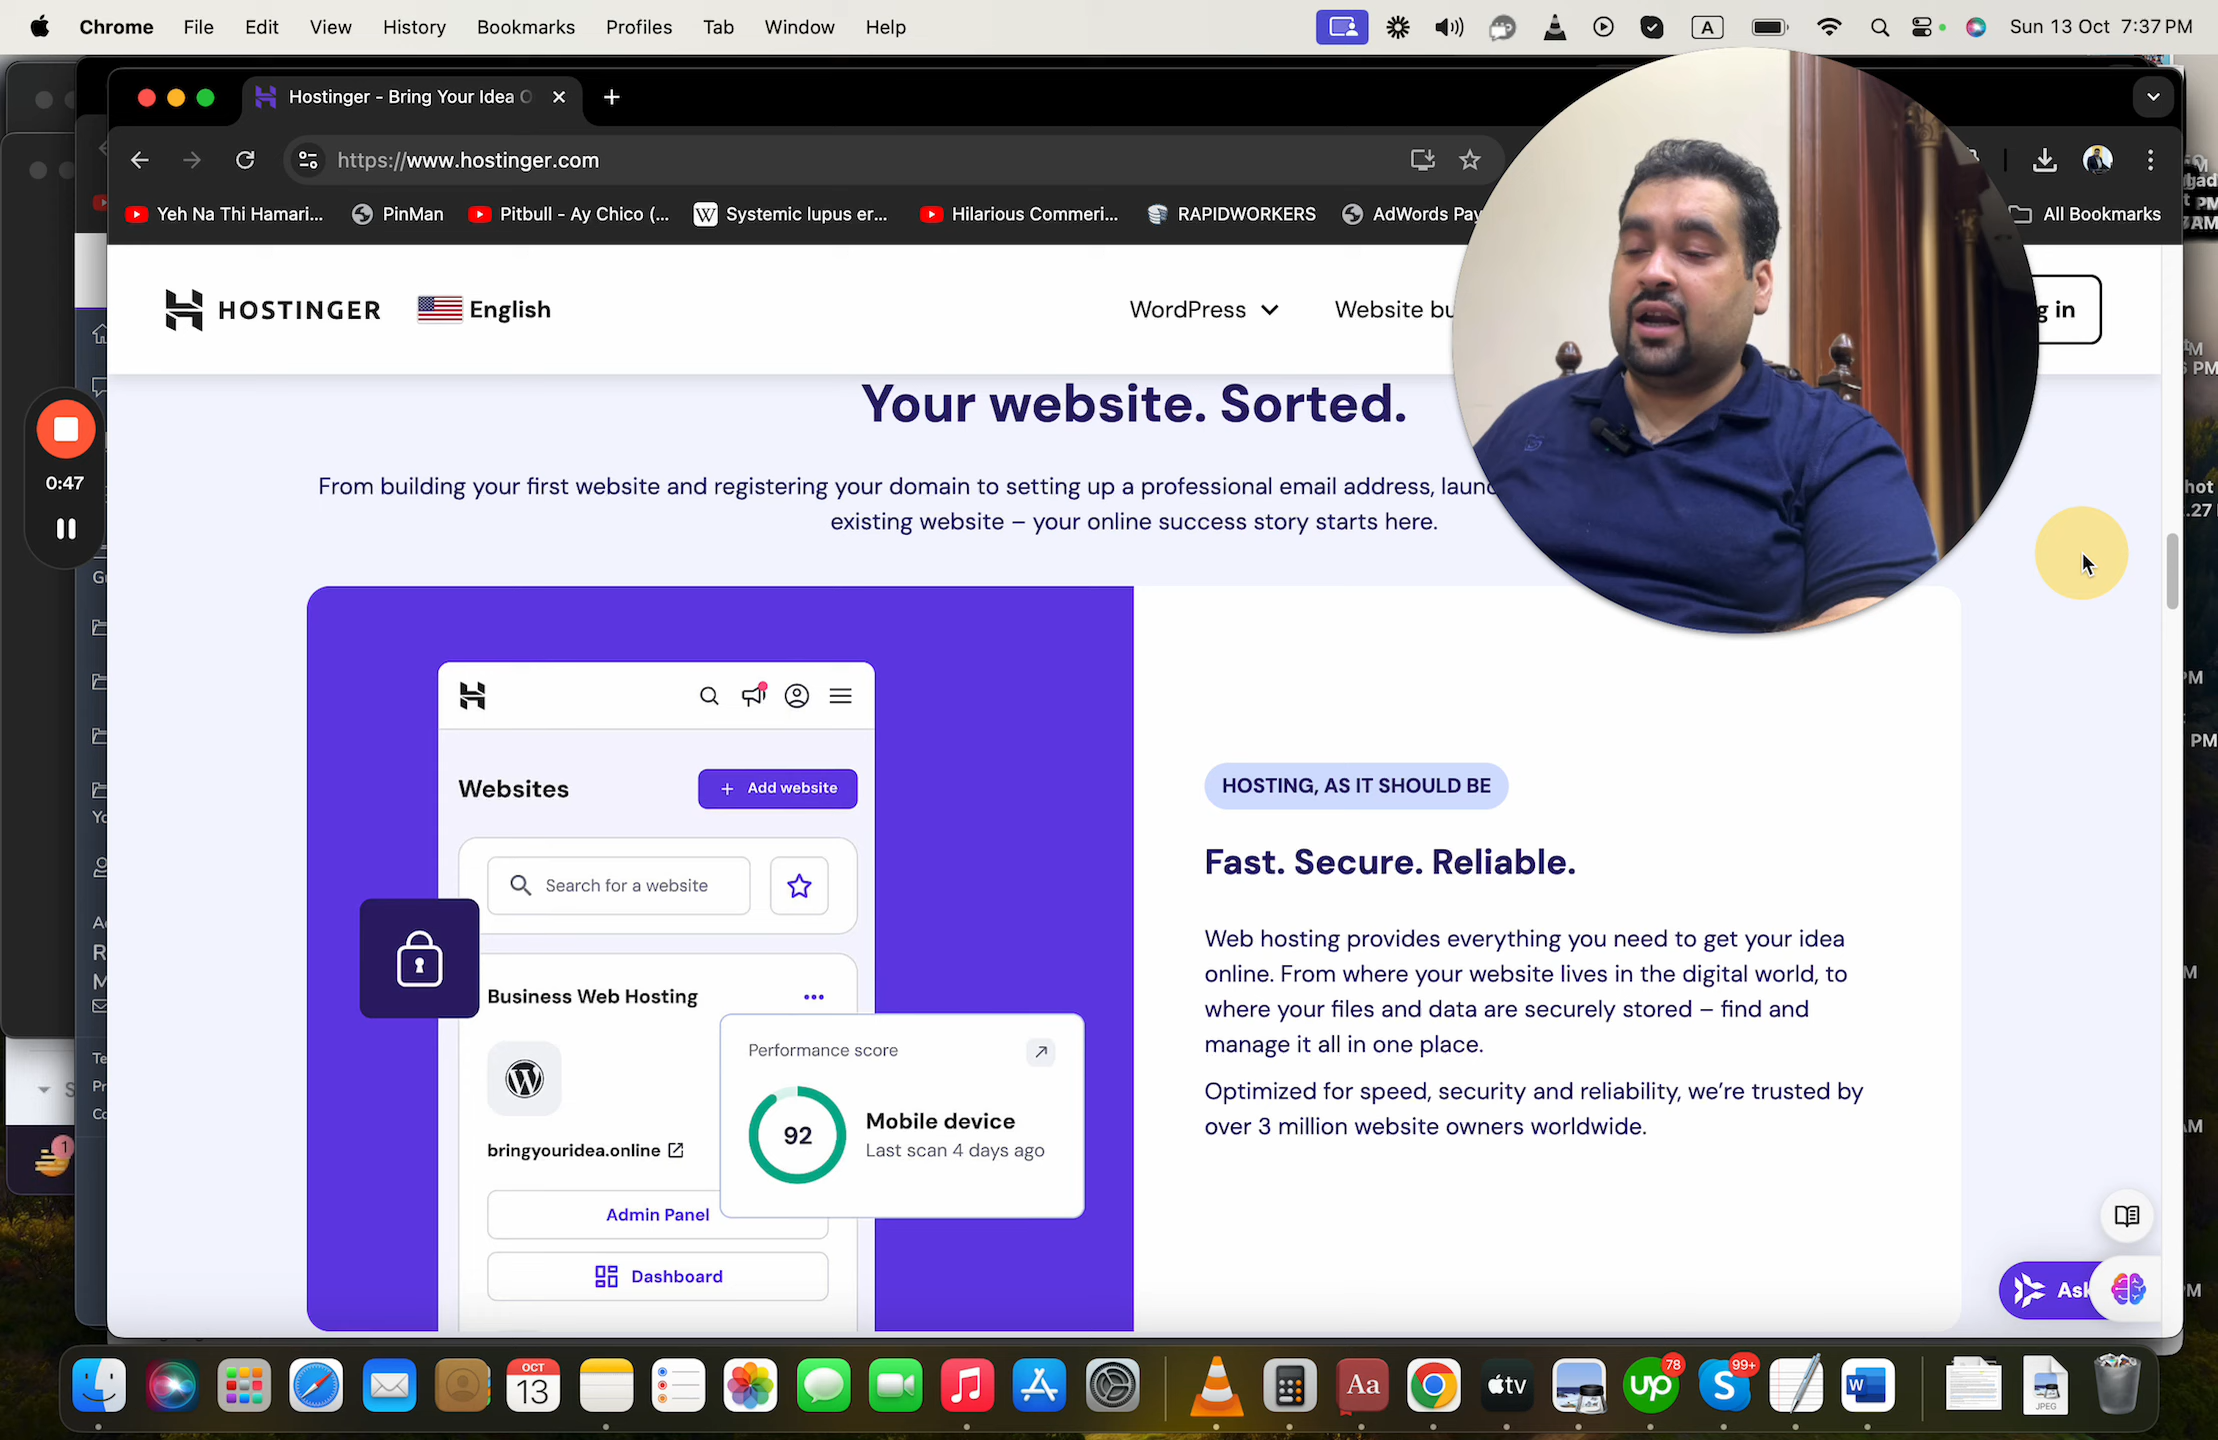 Chrome File Edit View History Bookmarks Profiles Tab Window Help
A Sun 13 Oct 7:37 PM
Hostinger - Bring Your Idea O
https://www.hostinger.com
Yeh Na Thi Hamari...
PinMan
Pitbull - Ay Chico (...
W Systemic lupus er...
Hilarious Commeri...
RAPIDWORKERS
AdWords Pay
All Bookmarks
HOSTINGER English WordPress Website bu g in
Your website. Sorted.
From building your first website and registering your domain to setting up a professional email address, launc
existing website – your online success story starts here.
0:47
Websites + Add website
Search for a website
Business Web Hosting
bringyouridea.online
Admin Panel
Dashboard
Performance score
92 Mobile device
Last scan 4 days ago
HOSTING, AS IT SHOULD BE
Fast. Secure. Reliable.
Web hosting provides everything you need to get your idea
online. From where your website lives in the digital world, to
where your files and data are securely stored – find and
manage it all in one place.
Optimized for speed, security and reliability, we’re trusted by
over 3 million website owners worldwide.
Ask
1
OCT
13
Aa
tv
up 78
S 99+
W
JPEG